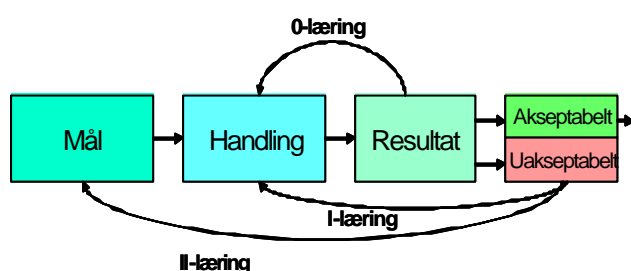 0-læring
Mål
Handling
Resultat
Akseptabelt
Uakseptabelt
I-læring
II-læring